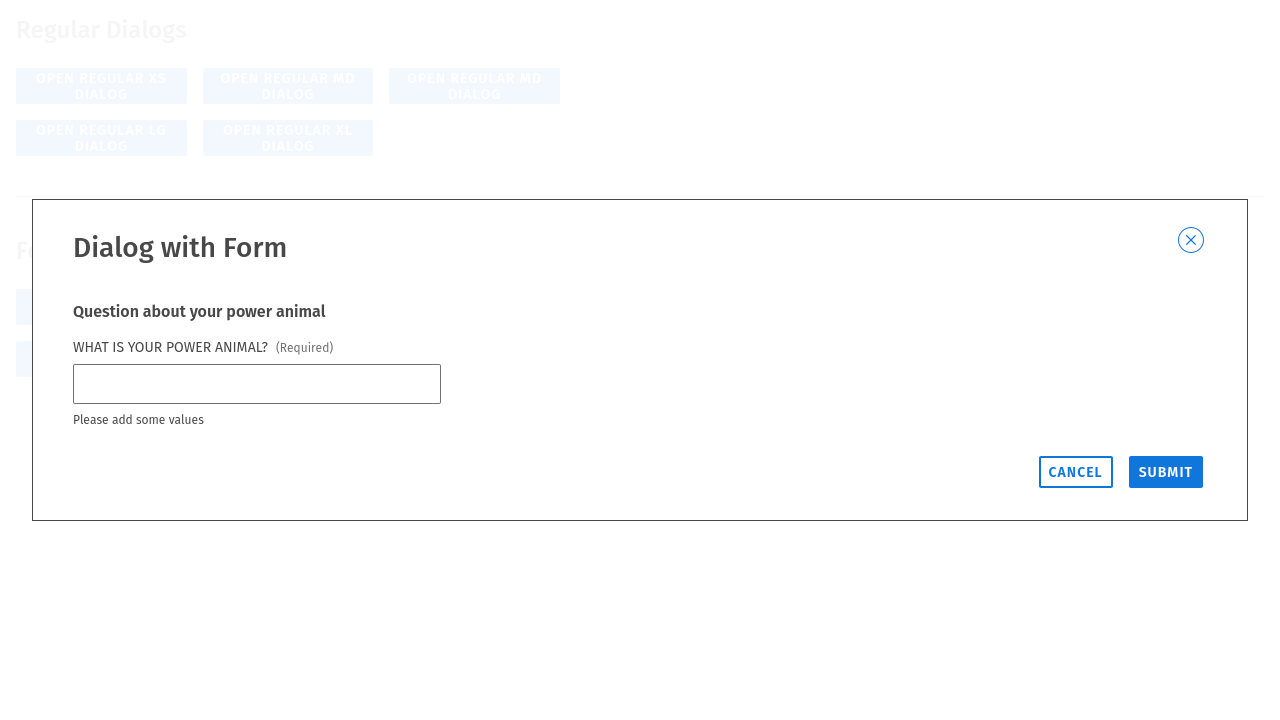 Regular Dialogs
OPEN REGULAR XS
DIALOG
OPEN REGULAR MD
DIALOG
OPEN REGULAR MD
DIALOG
OPEN REGULAR LG
DIALOG
OPEN REGULAR XL
DIALOG
Dialog with Form
Question about your power animal
WHAT IS YOUR POWER ANIMAL? (Required)
Please add some values
CANCEL
SUBMIT